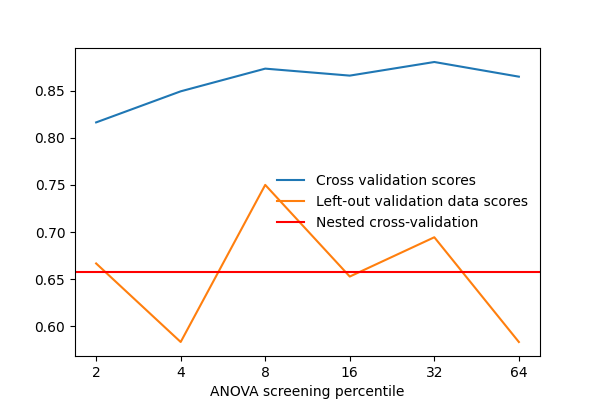 0.85
0.80
0.75
0.70
0.65
0.60
Cross validation scores
Left-out validation data scores
Nested cross-validation
2 4 8 16 32 64
ANOVA screening percentile